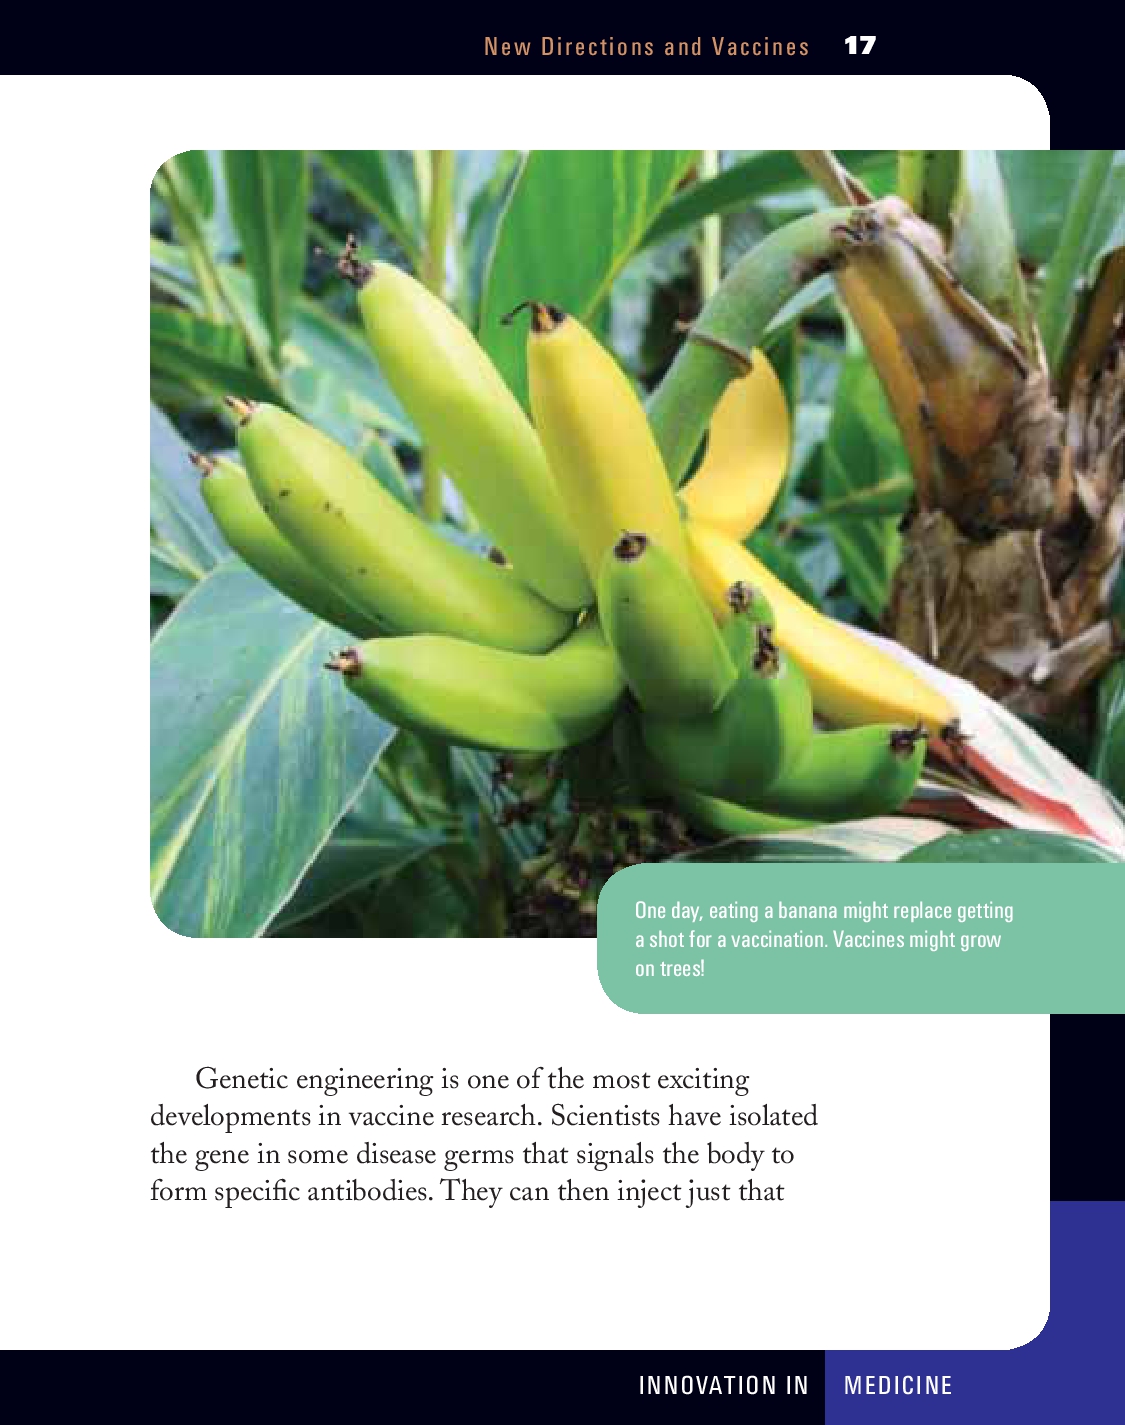 New Directions and Vaccines 17
One day, eating a banana might replace getting
a shot for a vaccination. Vaccines might grow
on trees!
Genetic engineering is one of the most exciting
developments in vaccine research. Scientists have isolated
the gene in some disease germs that signals the body to
form specific antibodies. They can then inject just that
INNOVATION IN MEDICINE